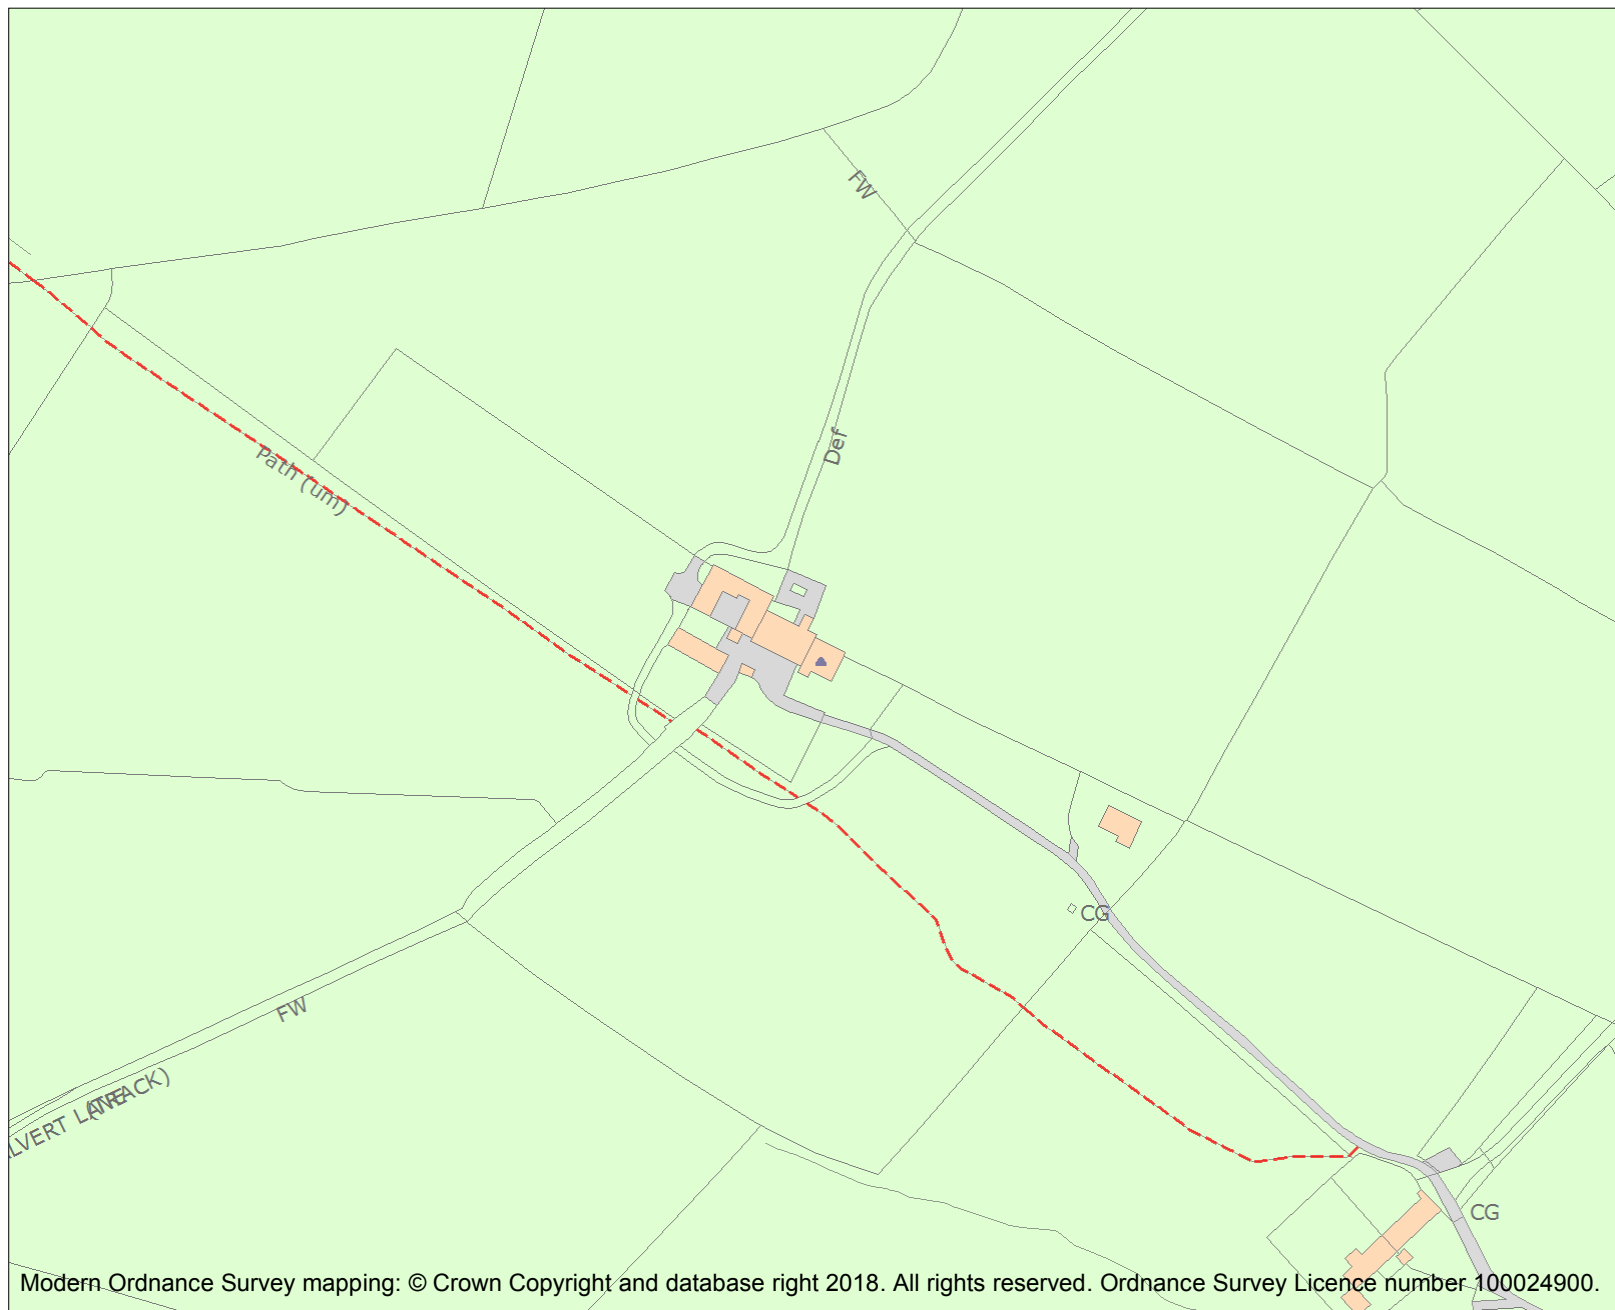 FW
Def
Path (um)
CG
FW
LVERT LANE
(TRACK)
CG
Modern Ordnance Survey mapping: © Crown Copyright and database right 2018. All rights reserved. Ordnance Survey Licence number 100024900.